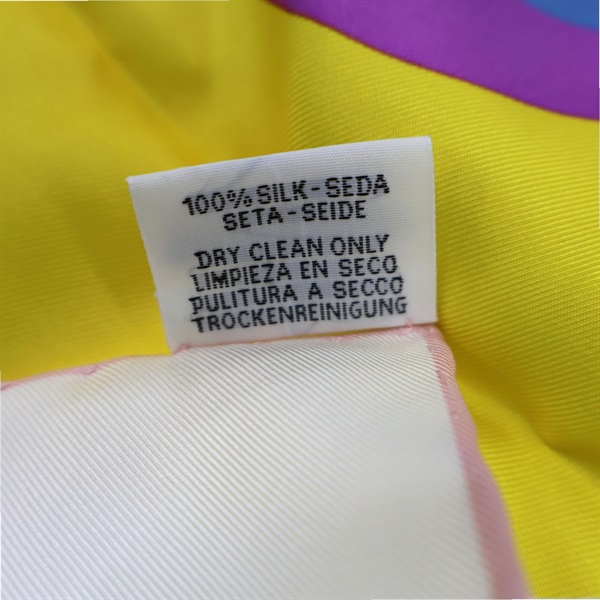 100% SILK - SEDA
SETA - SEIDE
DRY CLEAN ONLY
LIMPIEZA EN SECO
PULITURA A SECCO
TROCKENREINIGUNG